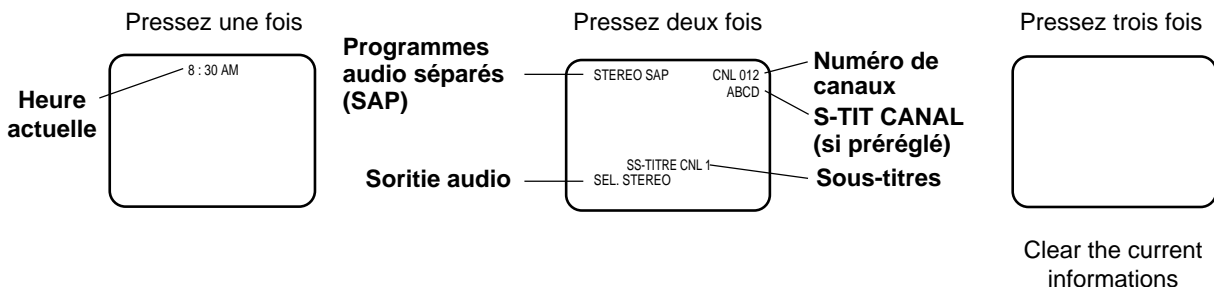 Pressez une fois
8 : 30 AM
Heure
actuelle
Pressez deux fois
Programmes
audio séparés
(SAP)
STEREO SAP
CNL 012
ABCD
Numéro de
canaux
S-TIT CANAL
(si préréglé)
SS-TITRE CNL 1
SEL. STEREO
Soritie audio
Sous-titres
Pressez trois fois
Clear the current
informations